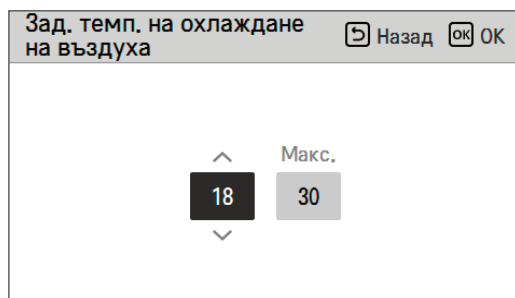 Зад. темп. на охлаждане
на въздуха
Назад OK OK
Макс.
18 30